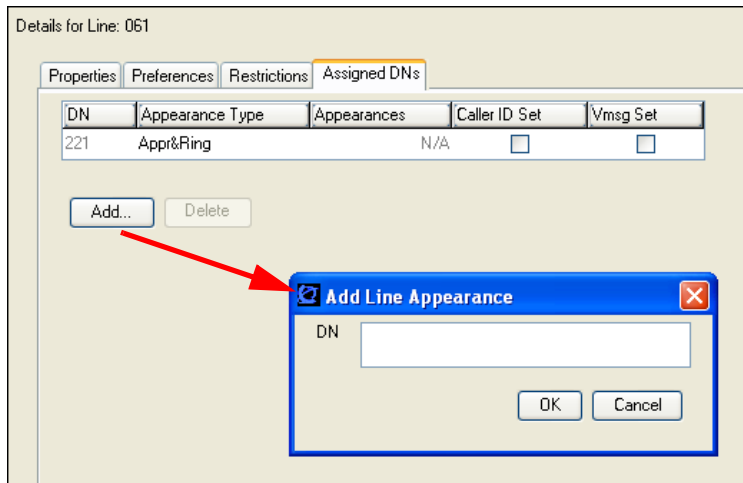 Details for Line: 061
Properties Preferences Restrictions Assigned DNs
DN Appearance Type Appearances Caller ID Set Vmsg Set
221 Appr&Ring N/A
Add... Delete
Add Line Appearance
DN
OK Cancel